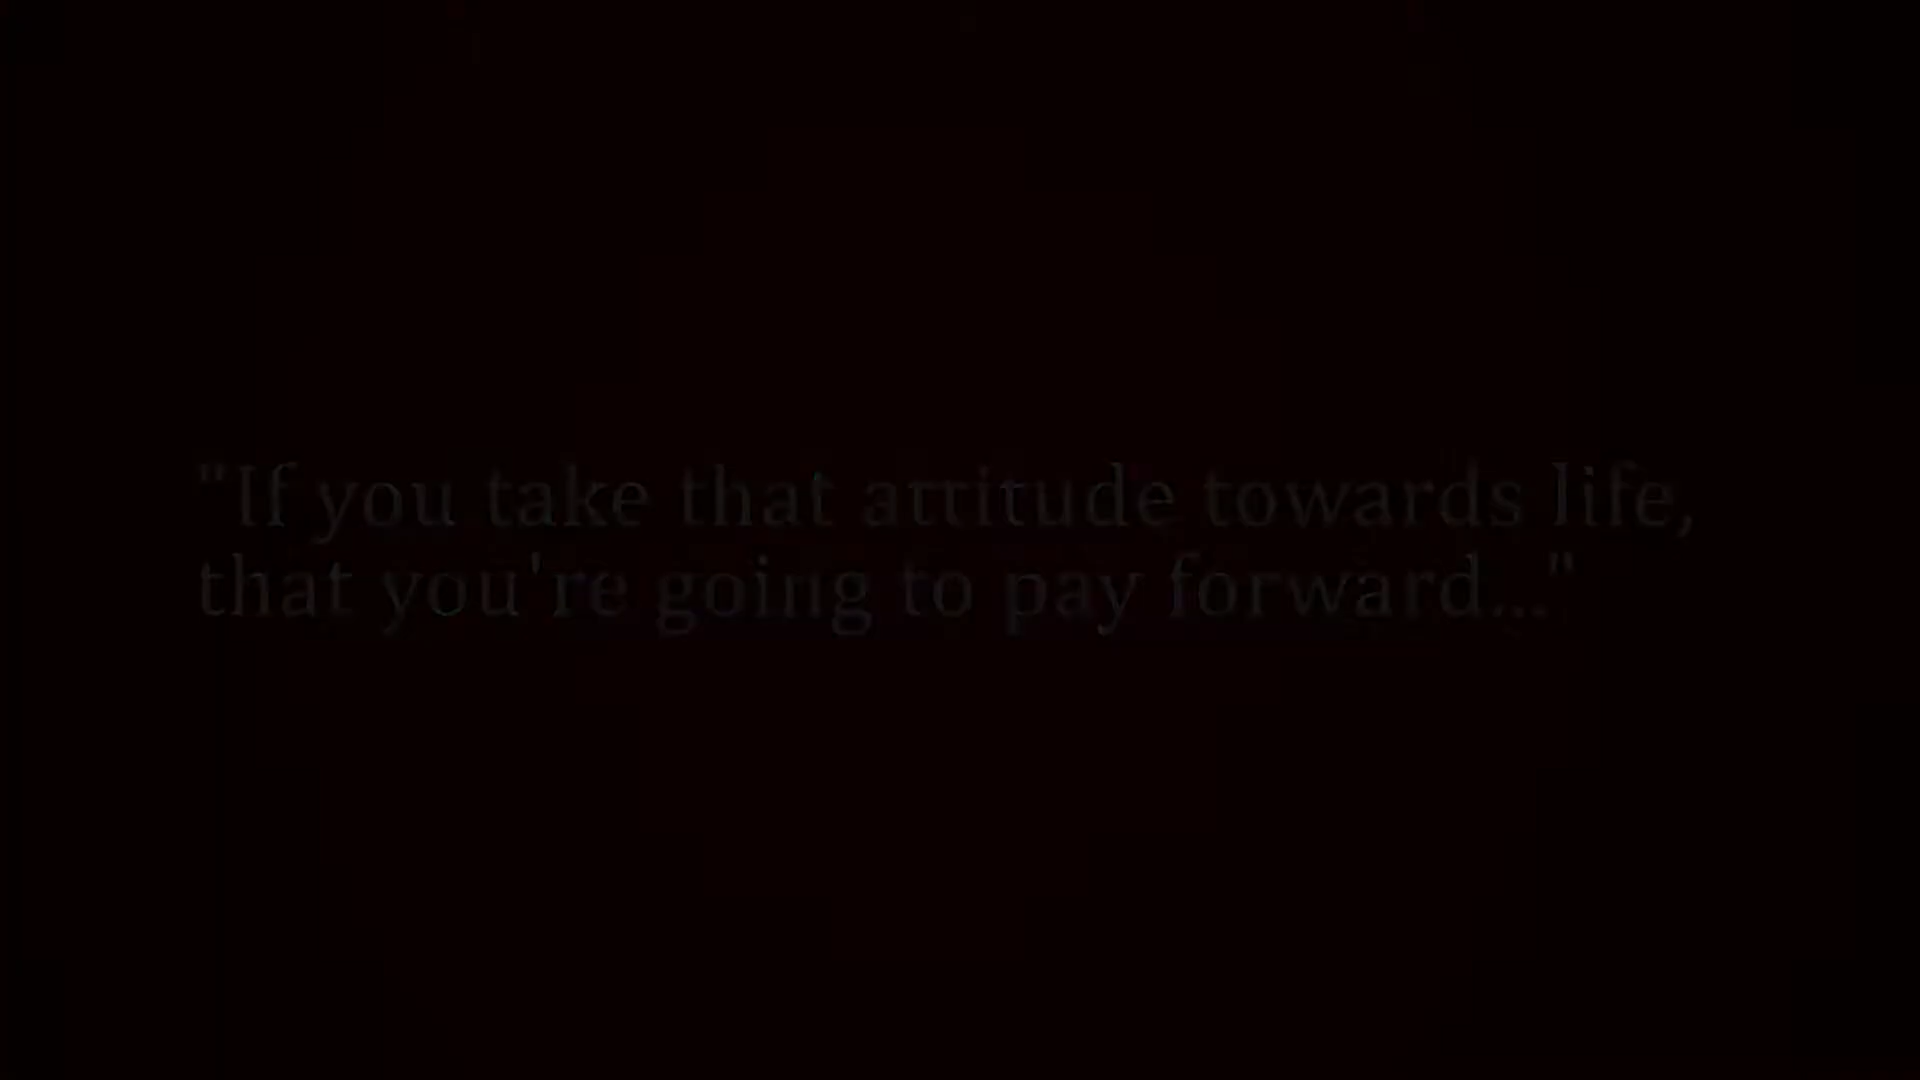 "If you take that attitude towards life,
that you're going to pay forward..."